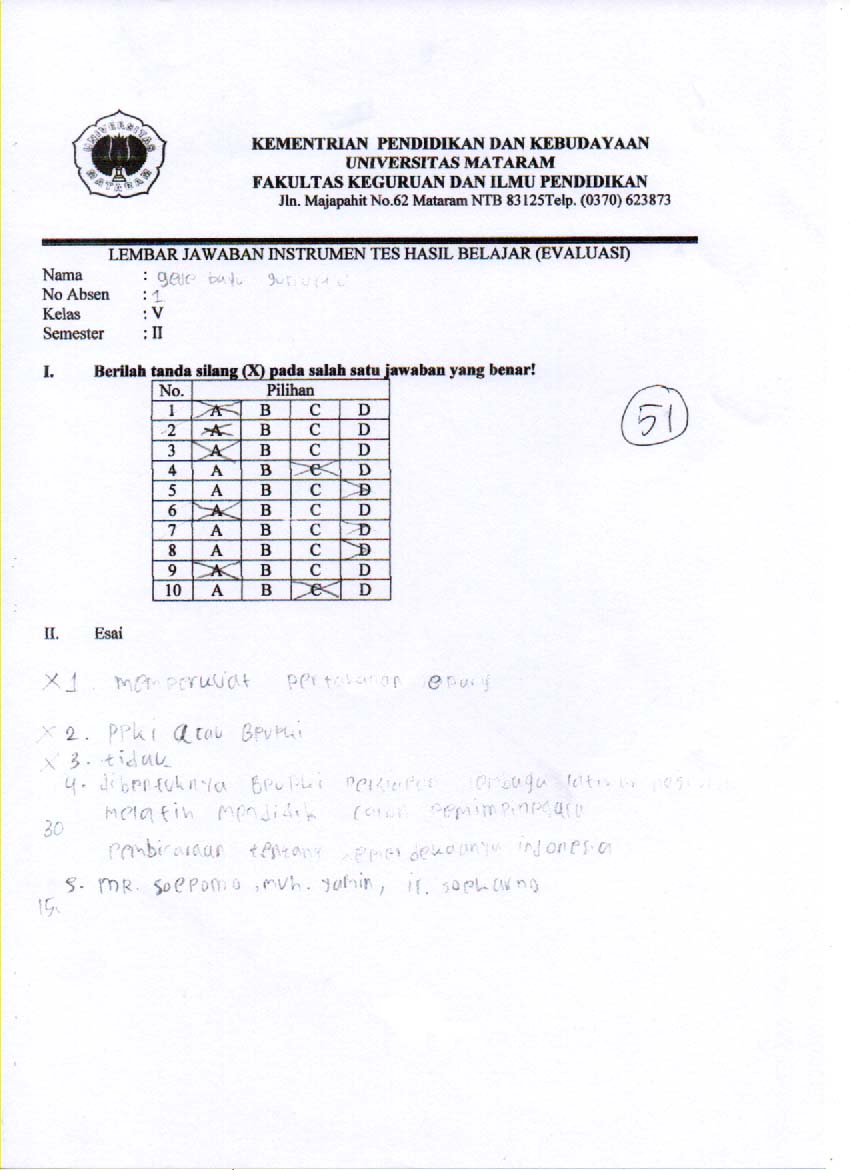 UNIVERSITAS MATARAM
KEMENTRIAN PENDIDIKAN DAN KEBUDAYAAN
UNIVERSITAS MATARAM
FAKULTAS KEGURUAN DAN ILMU PENDIDIKAN
Jln. Majapahit No.62 Mataram NTB 83125Telp. (0370) 623873
LEMBAR JAWABAN INSTRUMEN TES HASIL BELAJAR (EVALUASI)
Nama : gede bayu
No Absen : 1
Kelas : V
Semester : II
I. Berilah tanda silang (X) pada salah satu jawaban yang benar!
No. Pilihan
1 A B C D
2 A B C D
3 A B C D
4 A B C D
5 A B C D
6 A B C D
7 A B C D
8 A B C D
9 A B C D
10 A B C D
51
II. Esai
X 1. memperkuat pertahanan
X 2. PPki atau BPUPki
X 3. tidak
4. dibentuknya BPUPki
melatih mendidik calon
30
pembicaraan tentang indonesia
5. MR. Soepomo, muh. yamin, ir. soekarno
15